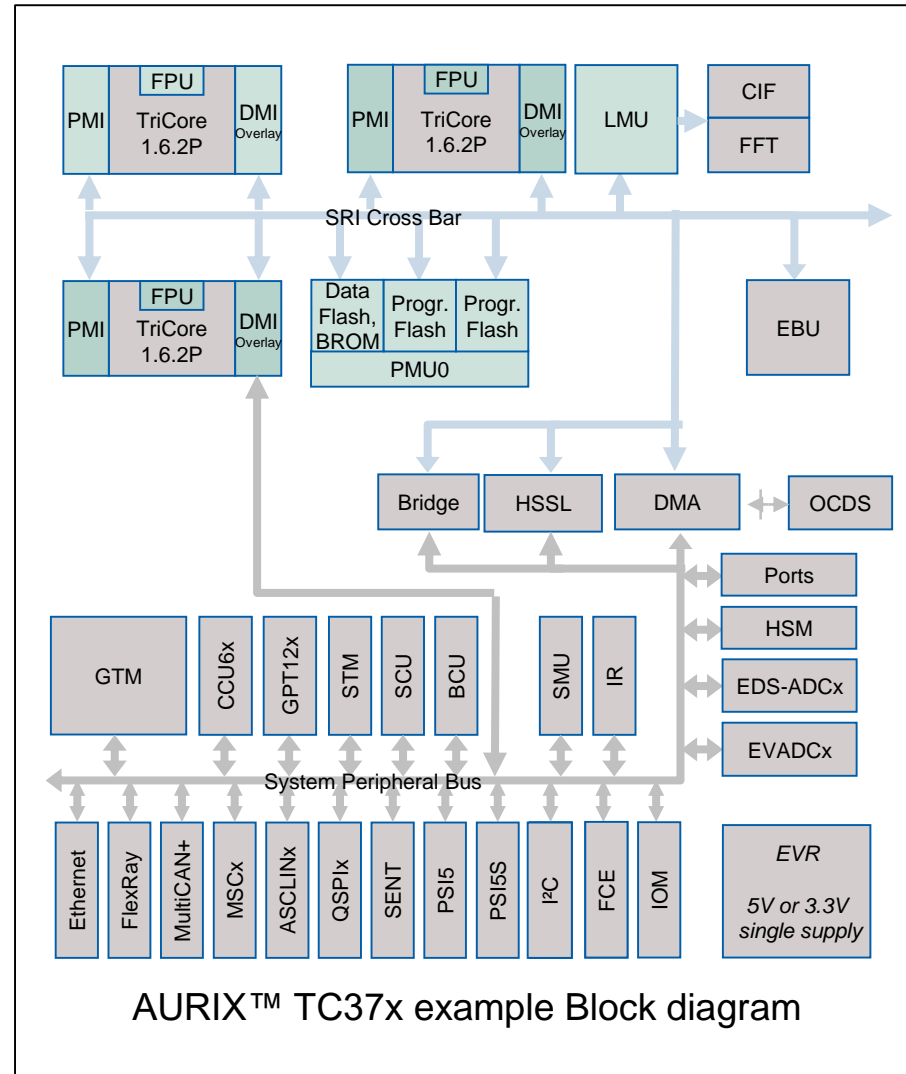 FPU
PMI
TriCore
1.6.2P
DMI
Overlay
FPU
PMI
TriCore
1.6.2P
DMI
Overlay
LMU
CIF
FFT
SRI Cross Bar
FPU
PMI
TriCore
1.6.2P
DMI
Overlay
Data
Flash,
BROM
Progr.
Flash
Progr.
Flash
PMU0
EBU
Bridge
HSSL
DMA
OCDS
Ports
HSM
EDS-ADCx
EVADCx
GTM
CCU6x
GPT12x
STM
SCU
BCU
SMU
IR
System Peripheral Bus
Ethernet
FlexRay
MultiCAN+
MSCx
ASCLINx
QSPIx
SENT
PSI5
PSI5S
I²C
FCE
IOM
EVR
5V or 3.3V
single supply
AURIX™ TC37x example Block diagram